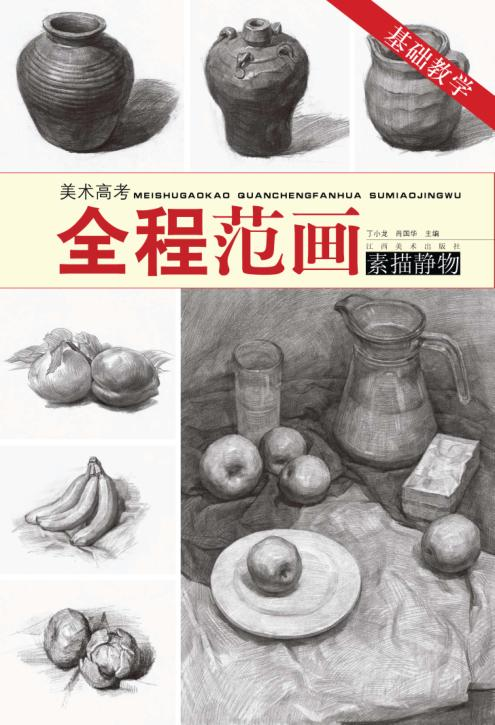 基础教学
美术高考 MEISHUGAOKAO QUANCHENGFANHUA SUMIAOJINGWU
全程范画
丁小龙 肖国华 主编
江西美术出版社
素描静物